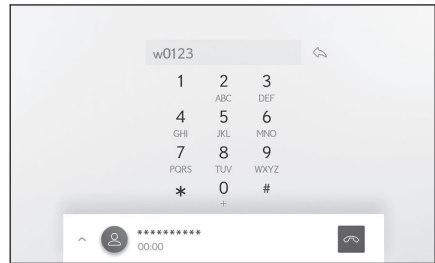 w0123
1 2 3
ABC DEF
4 5 6
GHI JKL MNO
7 8 9
PQRS TUV WXYZ
* 0 #
+
**********
00:00